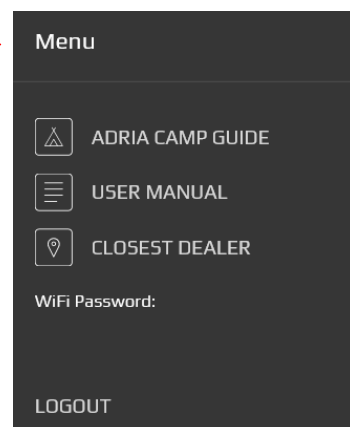 Menu
ADRIA CAMP GUIDE
USER MANUAL
CLOSEST DEALER
WiFi Password:
LOGOUT